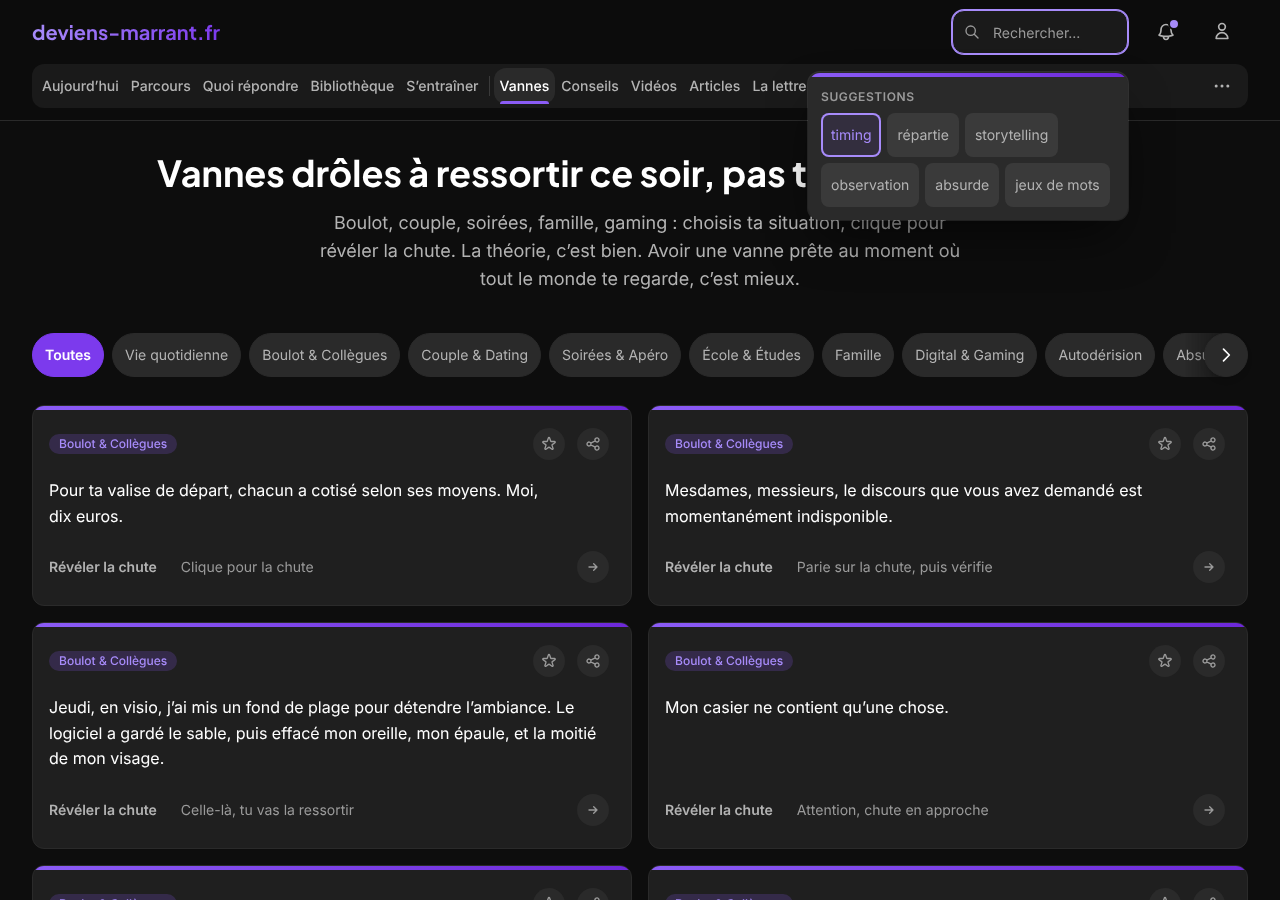 deviens-marrant.fr
Rechercher...
Aujourd’hui Parcours Quoi répondre Bibliothèque S’entraîner Vannes Conseils Vidéos Articles La lettre
SUGGESTIONS
timing répartie storytelling
observation absurde jeux de mots
Vannes drôles à ressortir ce soir, pas
Boulot, couple, soirées, famille, gaming : choisis ta situation, clique pour
révéler la chute. La théorie, c’est bien. Avoir une vanne prête au moment où
tout le monde te regarde, c’est mieux.
Toutes Vie quotidienne Boulot & Collègues Couple & Dating Soirées & Apéro École & Études Famille Digital & Gaming Autodérision
Boulot & Collègues
Pour ta valise de départ, chacun a cotisé selon ses moyens. Moi,
dix euros.
Révéler la chute Clique pour la chute
Boulot & Collègues
Mesdames, messieurs, le discours que vous avez demandé est
momentanément indisponible.
Révéler la chute Parie sur la chute, puis vérifie
Boulot & Collègues
Jeudi, en visio, j’ai mis un fond de plage pour détendre l’ambiance. Le
logiciel a gardé le sable, puis effacé mon oreille, mon épaule, et la moitié
de mon visage.
Révéler la chute Celle-là, tu vas la ressortir
Boulot & Collègues
Mon casier ne contient qu’une chose.
Révéler la chute Attention, chute en approche